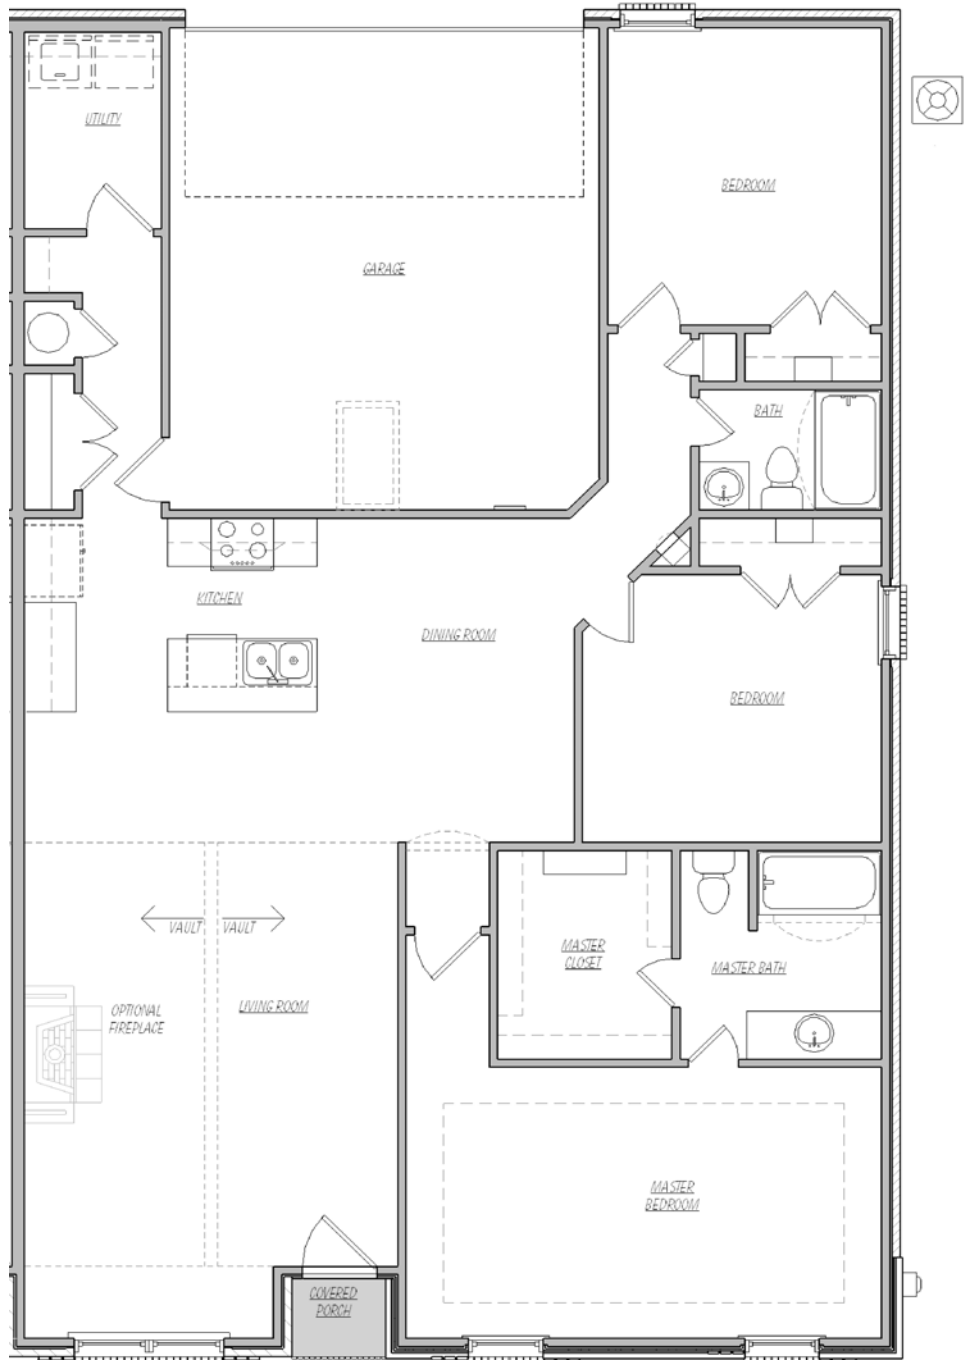 UTILITY
BEDROOM
GARAGE
BATH
KITCHEN
DINING ROOM
BEDROOM
VAULT VAULT
MASTER
CLOSET
MASTER BATH
OPTIONAL
FIREPLACE
LIVING ROOM
MASTER
BEDROOM
COVERED
PORCH